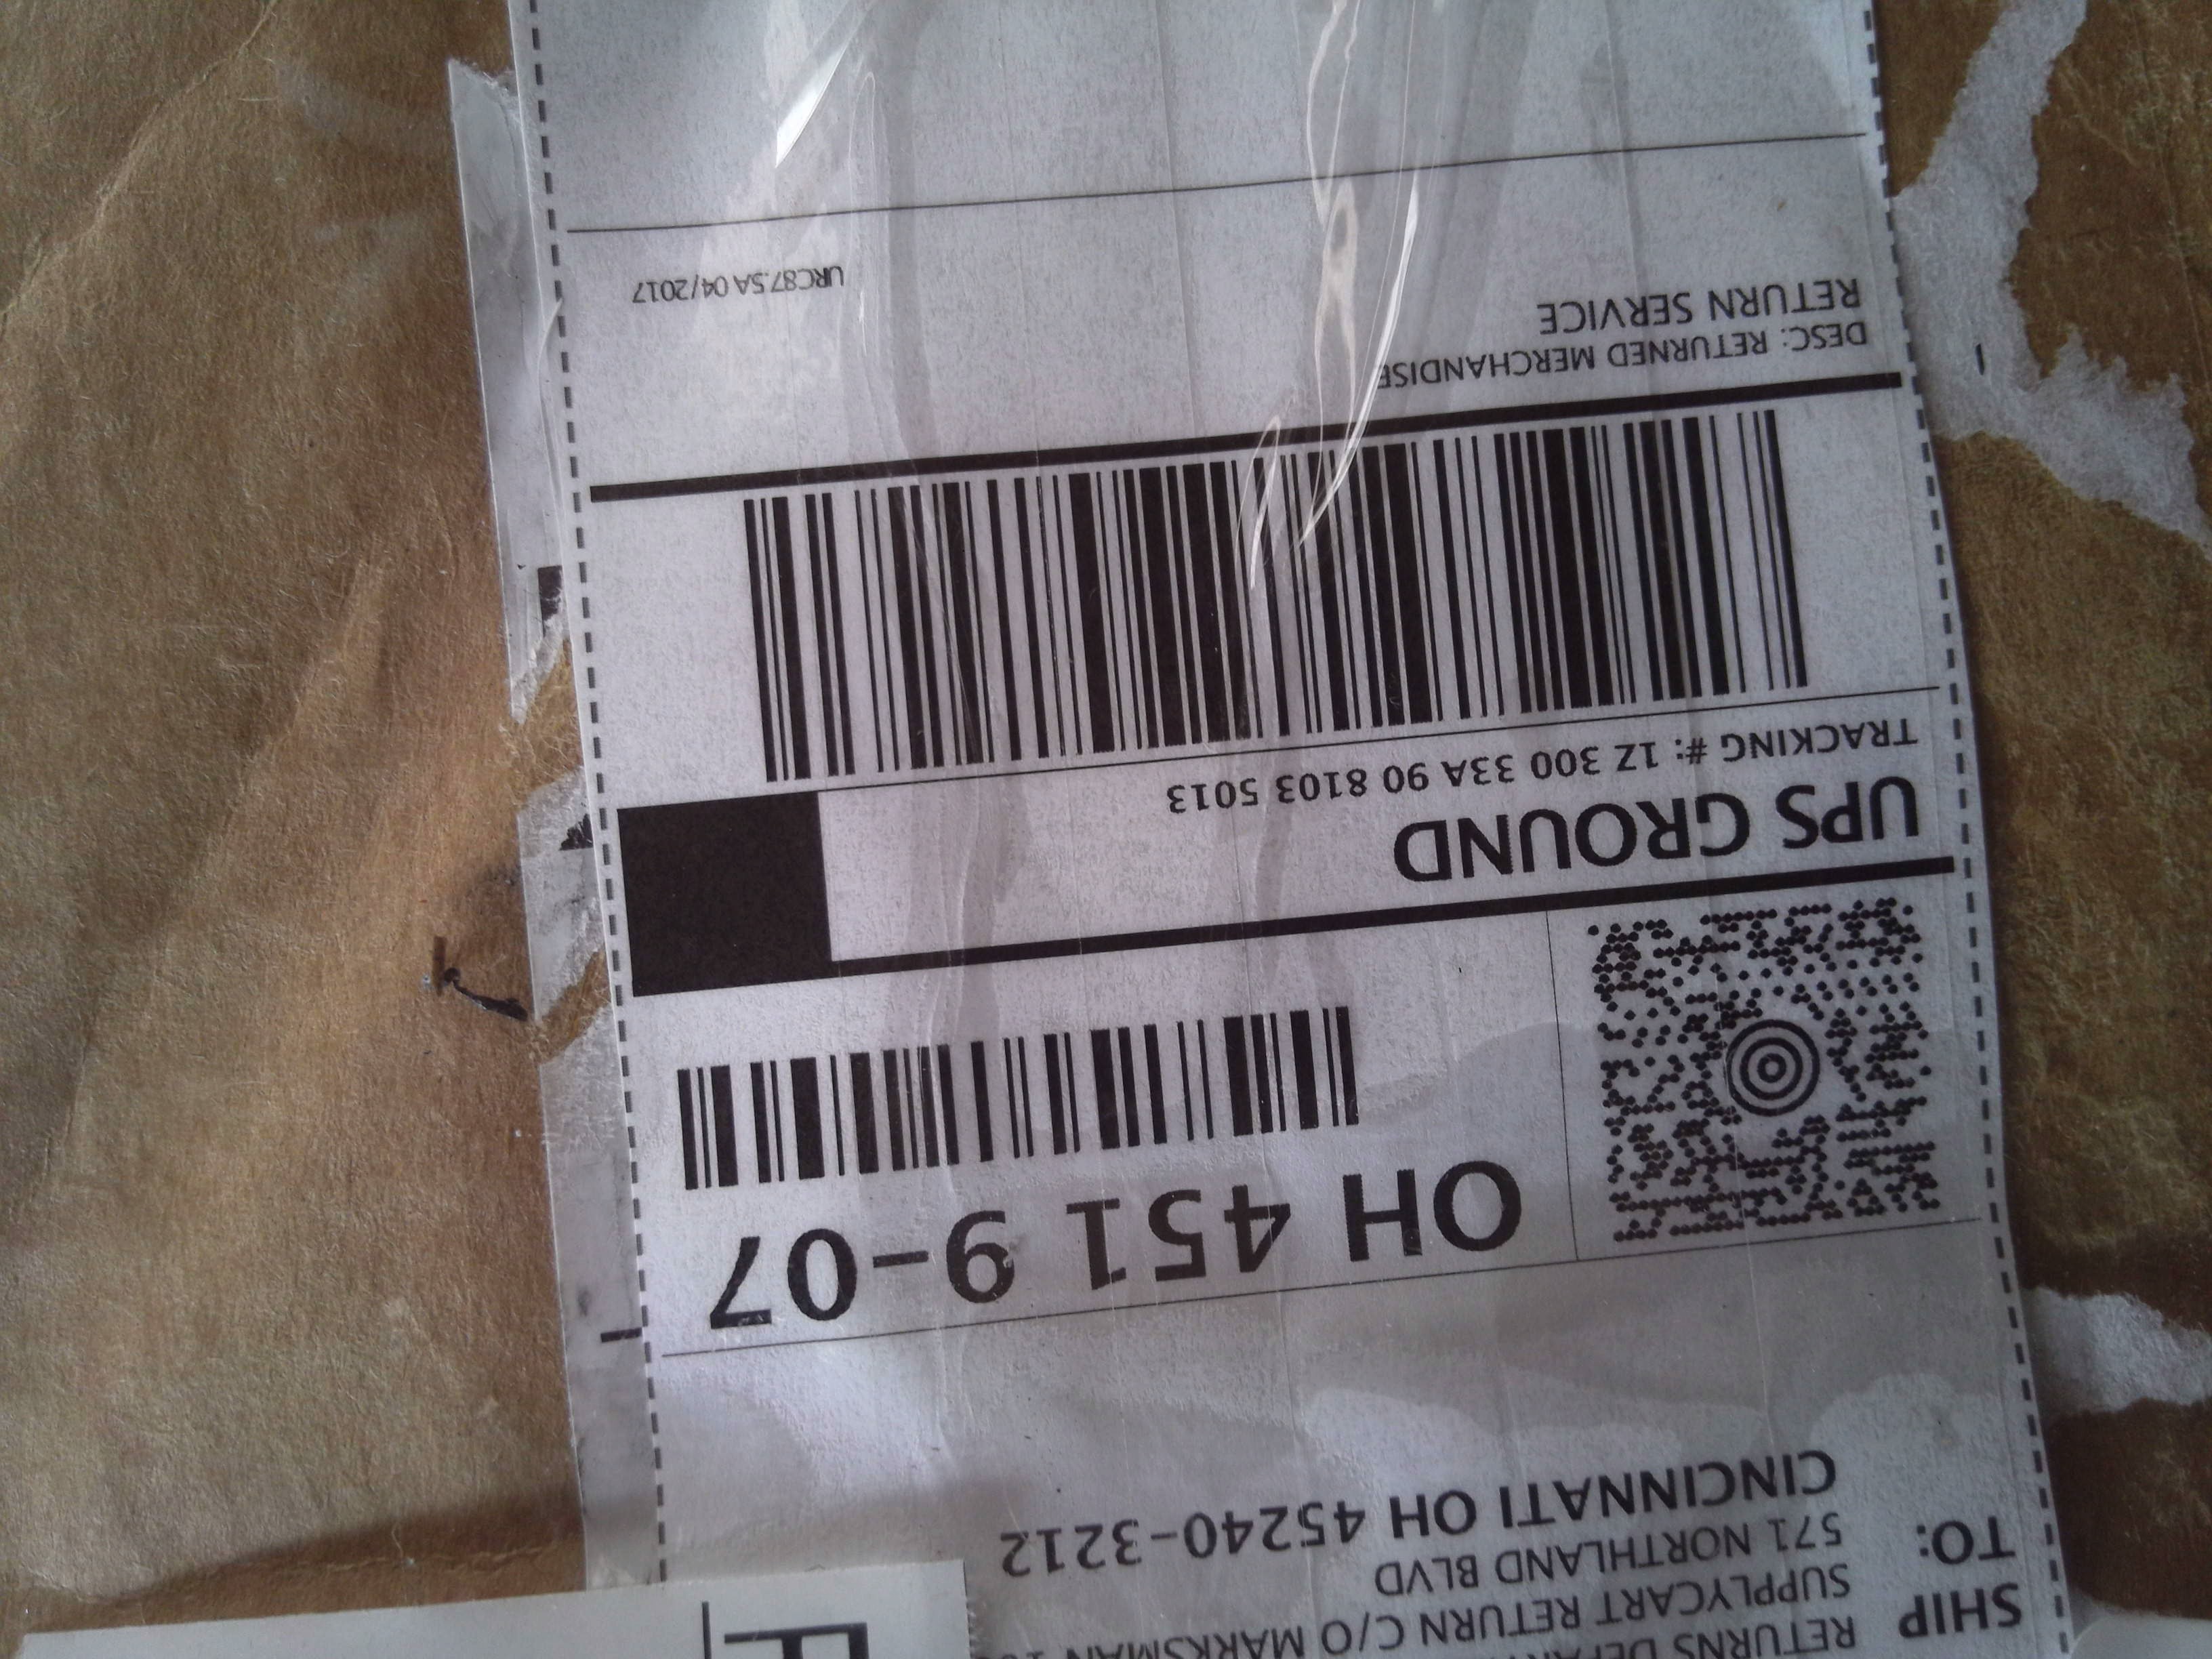 RETURNS
SUPPLYCART RETURN C/O MARKSMAN
571 NORTHLAND BLVD
CINCINNATI OH 45240-3212
SHIP
TO:
OH 451 9-07
UPS GROUND
TRACKING #: 1Z 300 33A 90 8103 5013
DESC: RETURNED MERCHANDISE
RETURN SERVICE
URC87.5A 04/2017